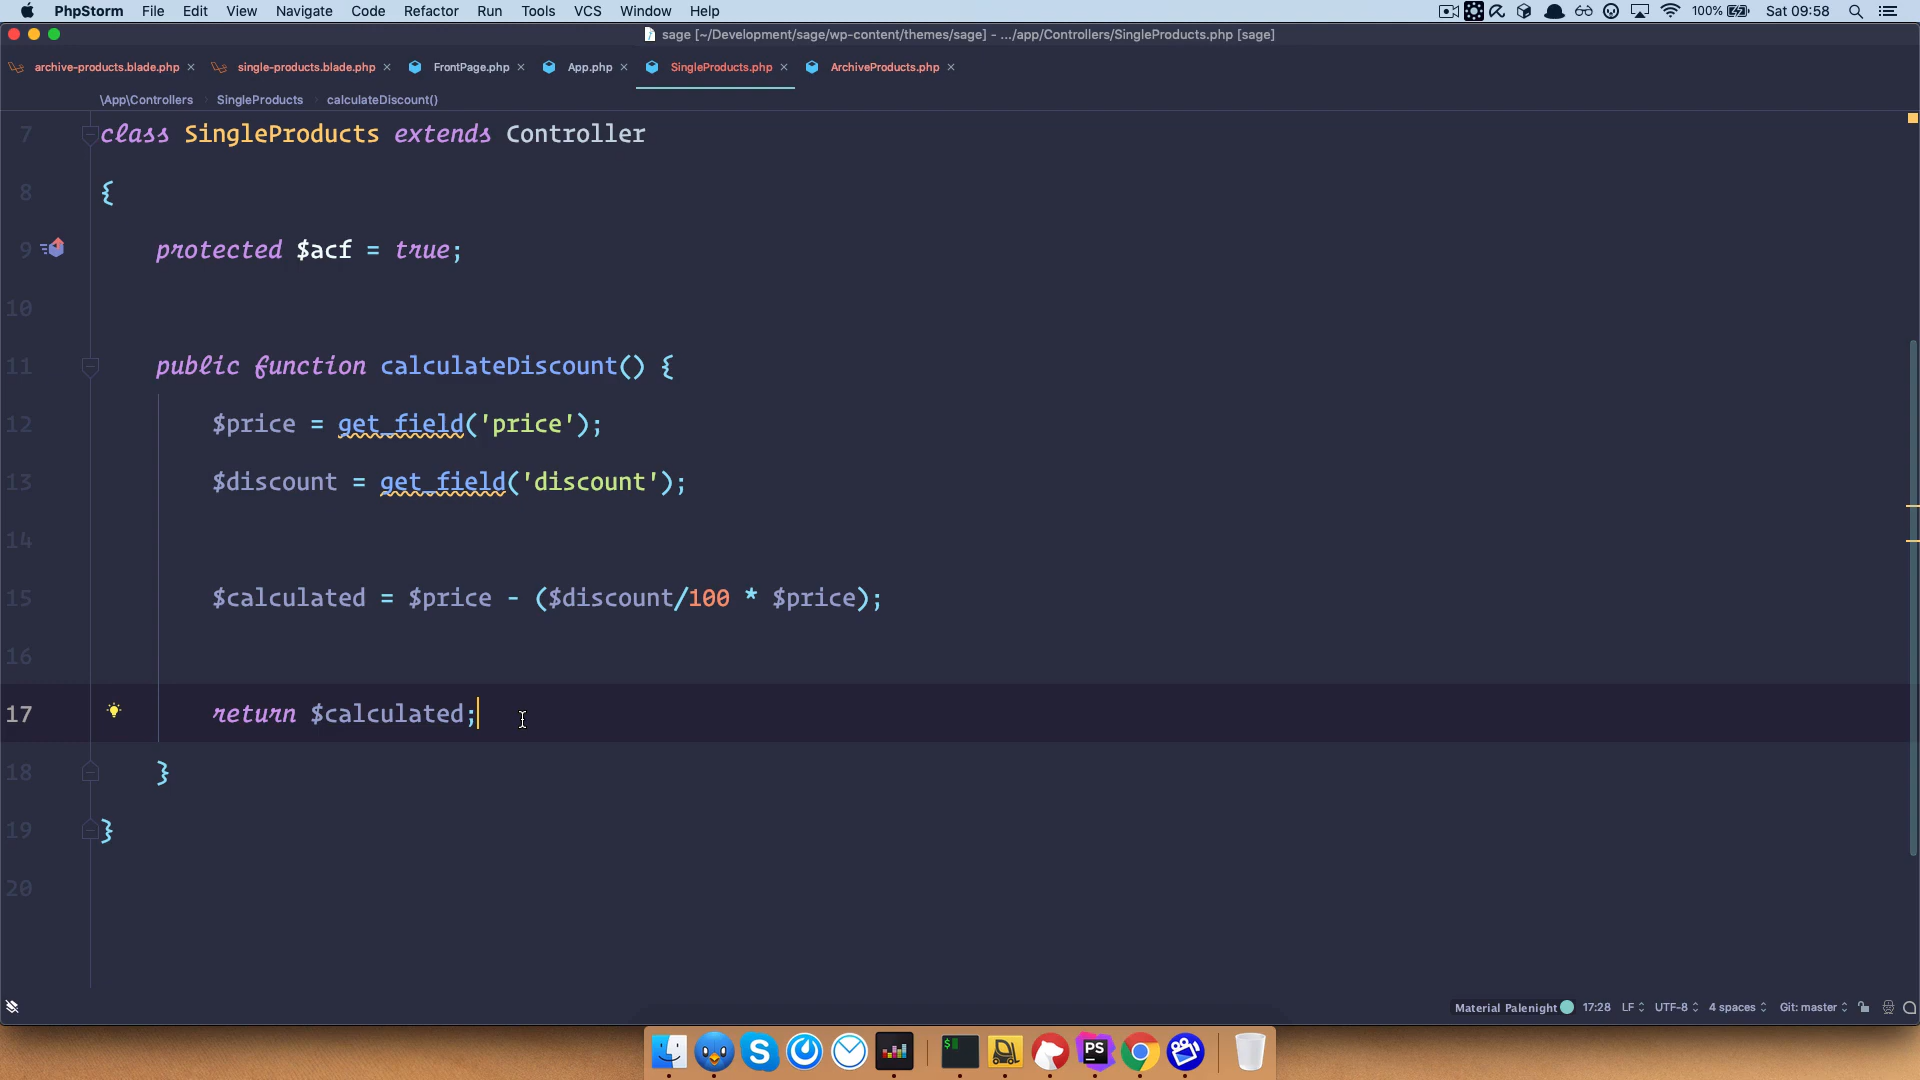 PhpStorm File Edit View Navigate Code Refactor Run Tools VCS Window Help 100% Sat 09:58
sage [~/Development/sage/wp-content/themes/sage] - .../app/Controllers/SingleProducts.php [sage]
archive-products.blade.php single-products.blade.php FrontPage.php App.php SingleProducts.php ArchiveProducts.php
\App\Controllers SingleProducts calculateDiscount()
7 class SingleProducts extends Controller
8 {
9 protected $acf = true;
10
11 public function calculateDiscount() {
12 $price = get_field('price');
13 $discount = get_field('discount');
14
15 $calculated = $price - ($discount/100 * $price);
16
17 return $calculated;
18 }
19 }
20
Material Palenight 17:28 LF UTF-8 4 spaces Git: master
S $ PS